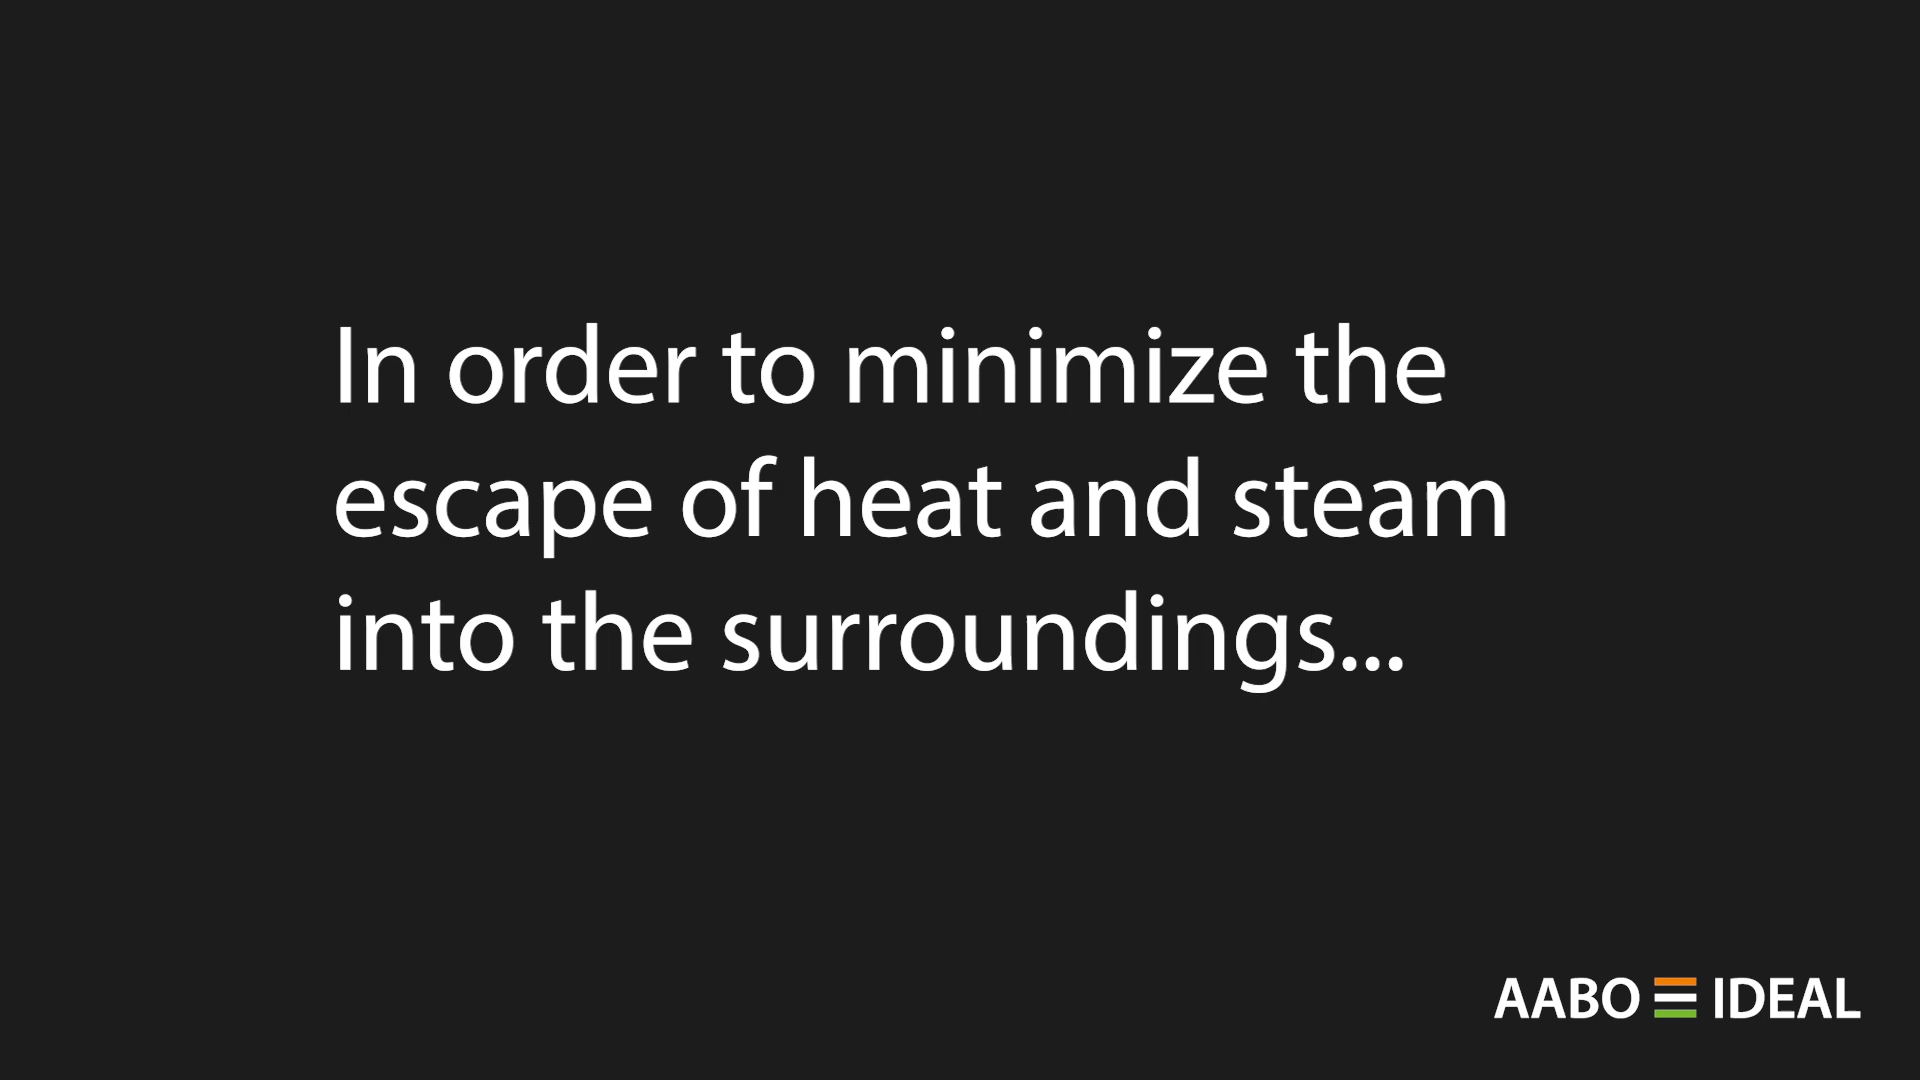 In order to minimize the
escape of heat and steam
into the surroundings...
AABO IDEAL